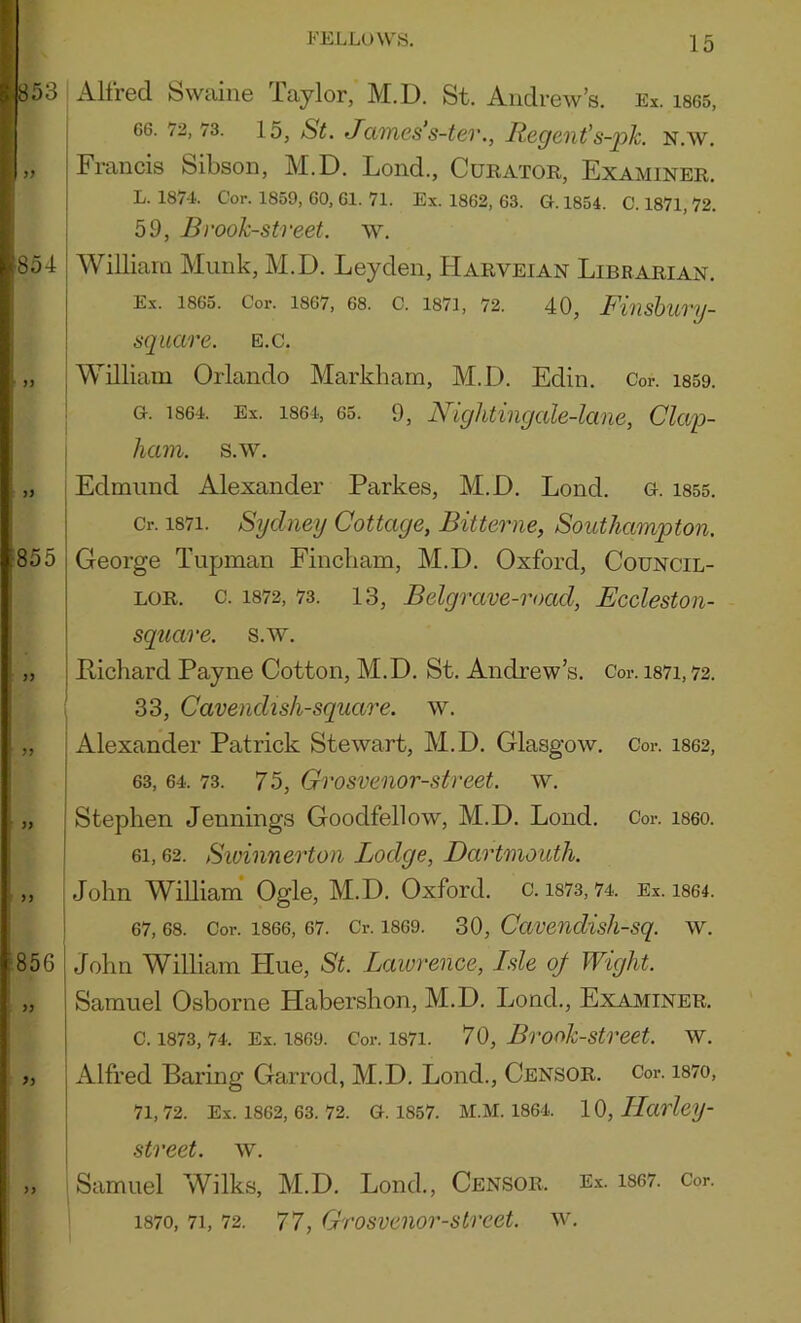 FELLOWS. 15
853 Alfred Swaine Taylor, M.D. St. Andrew's. Ex. 1865,
66. 72, 73. 15, St. James's-ter., Regent's-pk. N.W.
„ Francis Sibson, M.D. Lond., CURATOR, EXAMINER.
L. 1874. Cor. 1859, 60, 61. 71. Ex. 1862, 63. G. 1854. C. 1871, 72.
59, Brook-street. W.
854 William Munk, M.D. Leyden, HARVEIAN LIBRARIAN.
Ex. 1865. Cor. 1867, 68. C. 1871, 72. 40, Finsbury-
square. E.C.
„ William Orlando Markham, M.D. Edin. Cor. 1859.
G. 1864. Ex. 1864, 65. 9, Nightingale-lane, Clap-
ham. S.W.
„ Edmund Alexander Parkes, M.D. Lond. G. 1855.
Cr. 1871. Sydney Cottage, Bitterne, Southampton.
855 George Tupman Fincham, M.D. Oxford, COUNCIL-
LOR. C. 1872, 73. 13, Belgrave-road, Eccleston-
square. S.W.
„ Richard Payne Cotton, M.D. St. Andrew's. Cor. 1871, 72.
33, Cavendish-square. W.
„ Alexander Patrick Stewart, M.D. Glasgow. Cor. 1862,
63, 64. 73. 75, Grosvenor-street. W.
„ Stephen Jennings Goodfellow, M.D. Lond. Cor. 1860.
61, 62. Swinnerton Lodge, Dartmouth.
„ John William Ogle, M.D. Oxford. C. 1873, 74. Ex. 1864.
67, 68. Cor. 1866, 67. Cr. 1869. 30, Cavendish-sq. W.
856 John William Hue, St. Lawrence, Isle of Wight.
„ Samuel Osborne Habershon, M.D. Lond., EXAMINER.
C. 1873, 74. Ex. 1869. Cor. 1871. 70, Brook-street. W.
„ Alfred Baring Garrod, M.D. Lond., CENSOR. Cor. 1870,
71, 72. Ex. 1862, 63. 72. G. 1857. M.M. 1864. 10, Harley-
street. W.
„ Samuel Wilks, M.D. Lond., CENSOR. Ex. 1867. Cor.
1870, 71, 72. 77, Grosvenor-street. W.